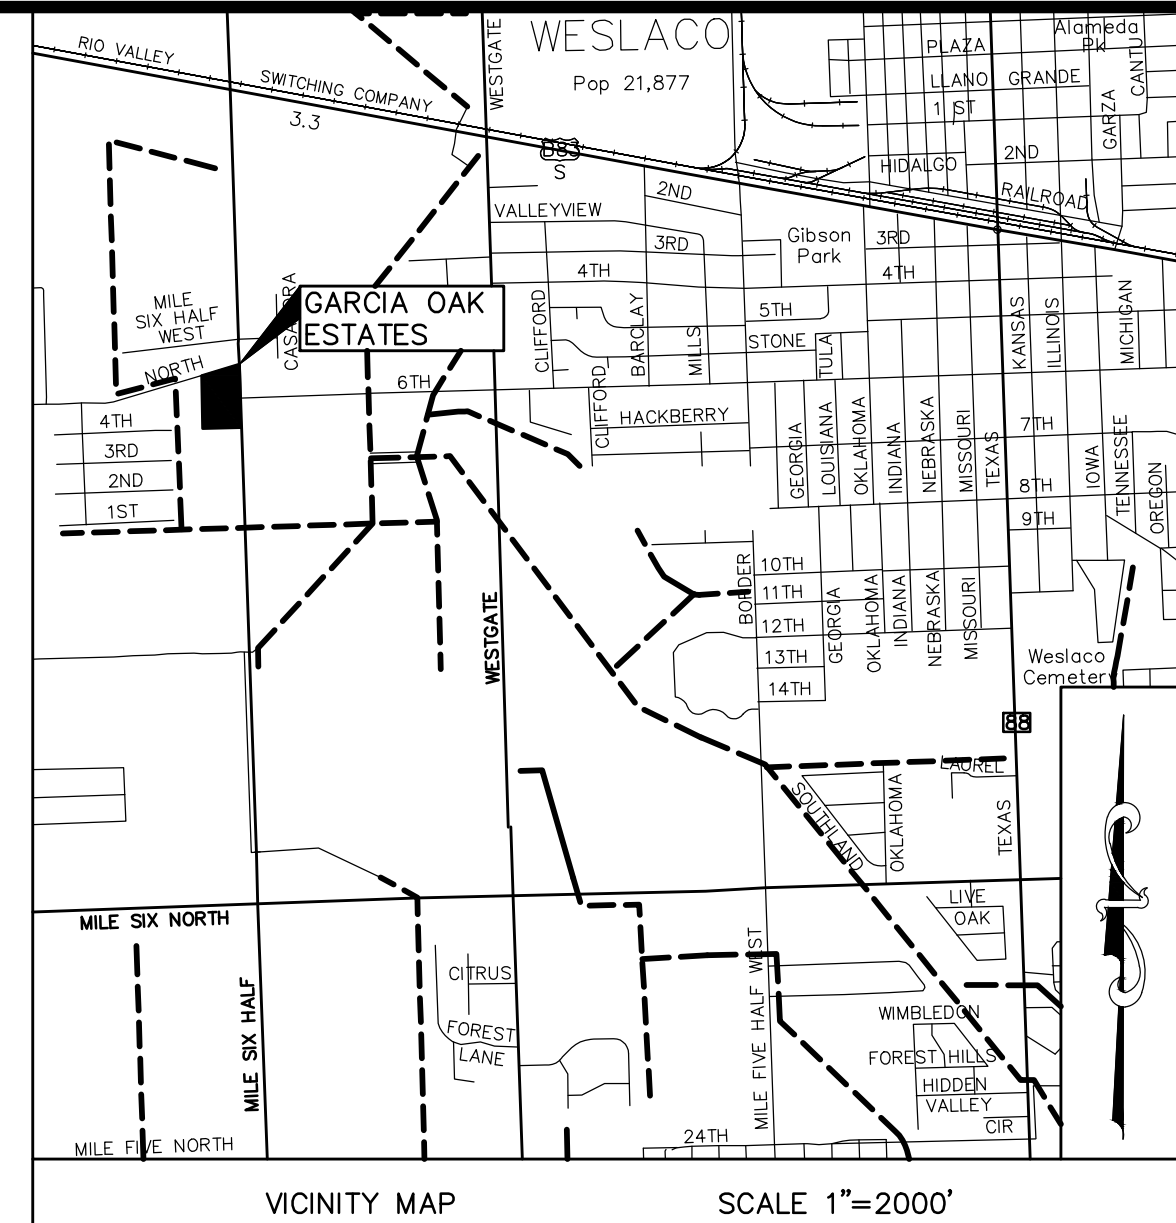 WESLACO
Pop 21,877
WESTGATE
Alameda
Pk
PLAZA
LLANO GRANDE
1 ST
CANTU
GARZA
RIO VALLEY
SWITCHING COMPANY
3.3
B83
S
HIDALGO
2ND
RAILROAD
2ND
VALLEYVIEW
3RD
4TH
Gibson
Park
3RD
4TH
5TH
STONE
TULA
CLIFFORD
BARCLAY
MILLS
KANSAS
ILLINOIS
MICHIGAN
MILE
SIX HALF
WEST
NORTH
GARCIA OAK
ESTATES
6TH
CLIFFORD
HACKBERRY
GEORGIA
LOUISIANA
OKLAHOMA
INDIANA
NEBRASKA
MISSOURI
TEXAS
7TH
8TH
9TH
IOWA
TENNESSEE
OREGON
4TH
3RD
2ND
1ST
WESTGATE
BORDER
10TH
11TH
12TH
13TH
14TH
GEORGIA
OKLAHOMA
INDIANA
NEBRASKA
MISSOURI
Weslaco
Cemetery
88
LAUREL
SOUTHLAND
OKLAHOMA
TEXAS
MILE SIX NORTH
MILE SIX HALF
LIVE
OAK
CITRUS
FOREST
LANE
MILE FIVE HALF WEST
WIMBLEDON
FOREST HILLS
HIDDEN
VALLEY
CIR
24TH
MILE FIVE NORTH
VICINITY MAP
SCALE 1"=2000'